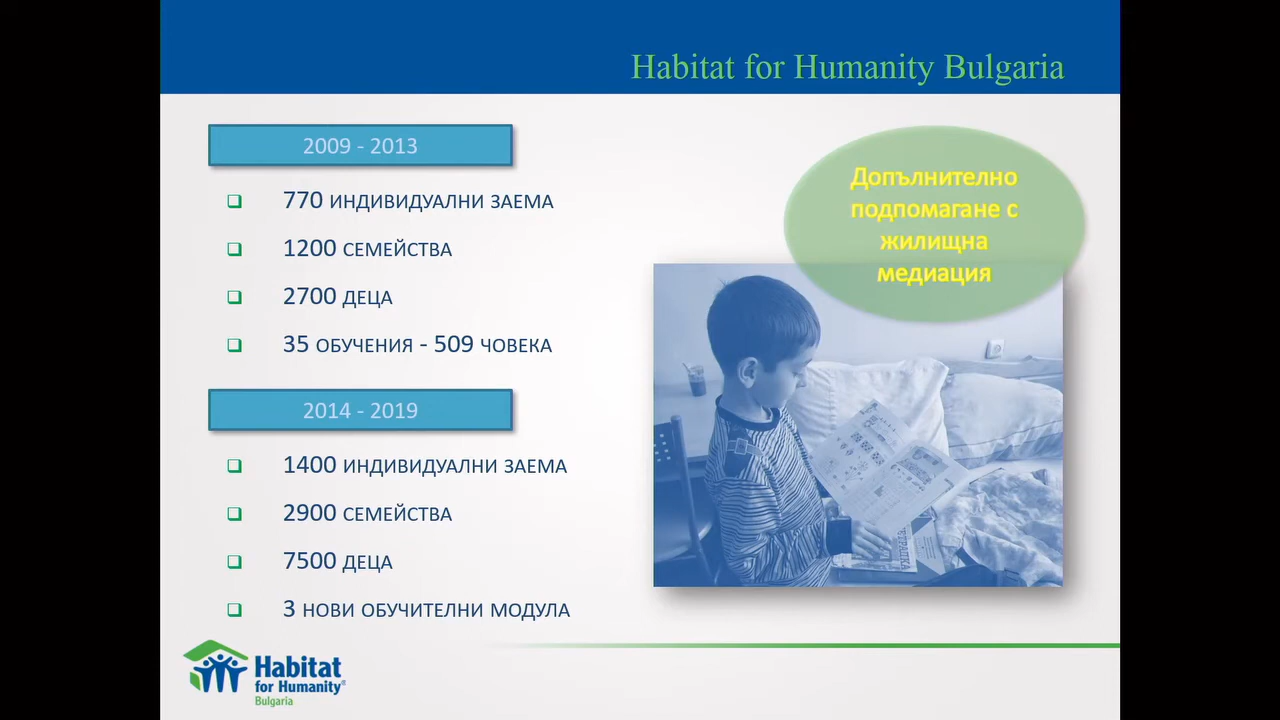 Habitat for Humanity Bulgaria
2009 - 2013
770 ИНДИВИДУАЛНИ ЗАЕМА
1200 СЕМЕЙСТВА
2700 ДЕЦА
35 ОБУЧЕНИЯ - 509 ЧОВЕКА
2014 - 2019
1400 ИНДИВИДУАЛНИ ЗАЕМА
2900 СЕМЕЙСТВА
7500 ДЕЦА
3 НОВИ ОБУЧИТЕЛНИ МОДУЛА
Допълнително
подпомагане с
жилищна
медиация
Habitat
for Humanity®
Bulgaria